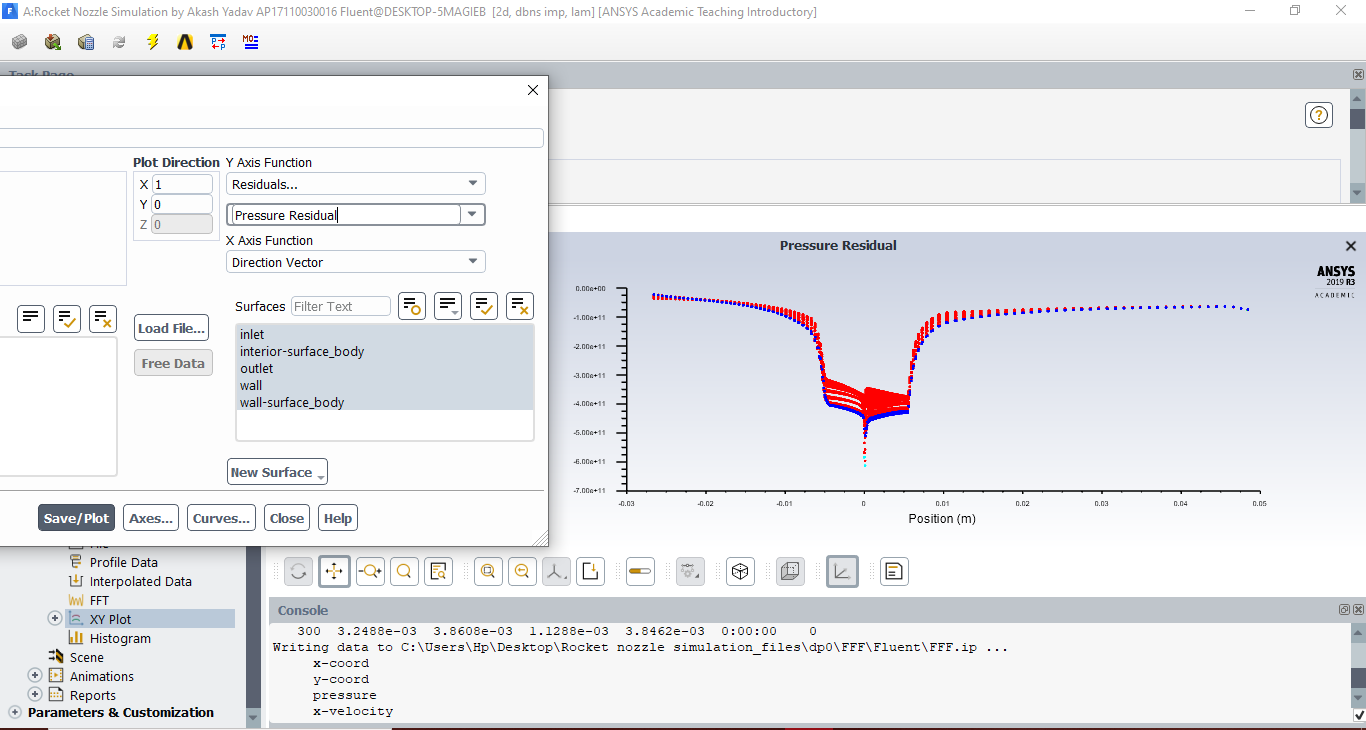 A:Rocket Nozzle Simulation by Akash Yadav AP17110030016 Fluent@DESKTOP-5MAGIEB [2d, dbns imp, lam] [ANSYS Academic Teaching Introductory]
MO
Plot Direction
Y Axis Function
X 1
Residuals...
Y 0
Pressure Residual
Z 0
X Axis Function
Direction Vector
Surfaces Filter Text
Load File...
Free Data
inlet
interior-surface_body
outlet
wall
wall-surface_body
New Surface
Save/Plot
Axes...
Curves...
Close
Help
Pressure Residual
ANSYS
2019 R3
ACADEMIC
0.00e+00
-1.00e+11
-2.00e+11
-3.00e+11
-4.00e+11
-5.00e+11
-6.00e+11
-7.00e+11
-0.03 -0.02 -0.01 0 0.01 0.02 0.03 0.04 0.05
Position (m)
Profile Data
Interpolated Data
FFT
XY Plot
Histogram
Scene
Animations
Reports
Parameters & Customization
Console
300 3.2488e-03 3.8608e-03 1.1288e-03 3.8462e-03 0:00:00 0
Writing data to C:\Users\Hp\Desktop\Rocket nozzle simulation_files\dp0\FFF\Fluent\FFF.ip ...
x-coord
y-coord
pressure
x-velocity